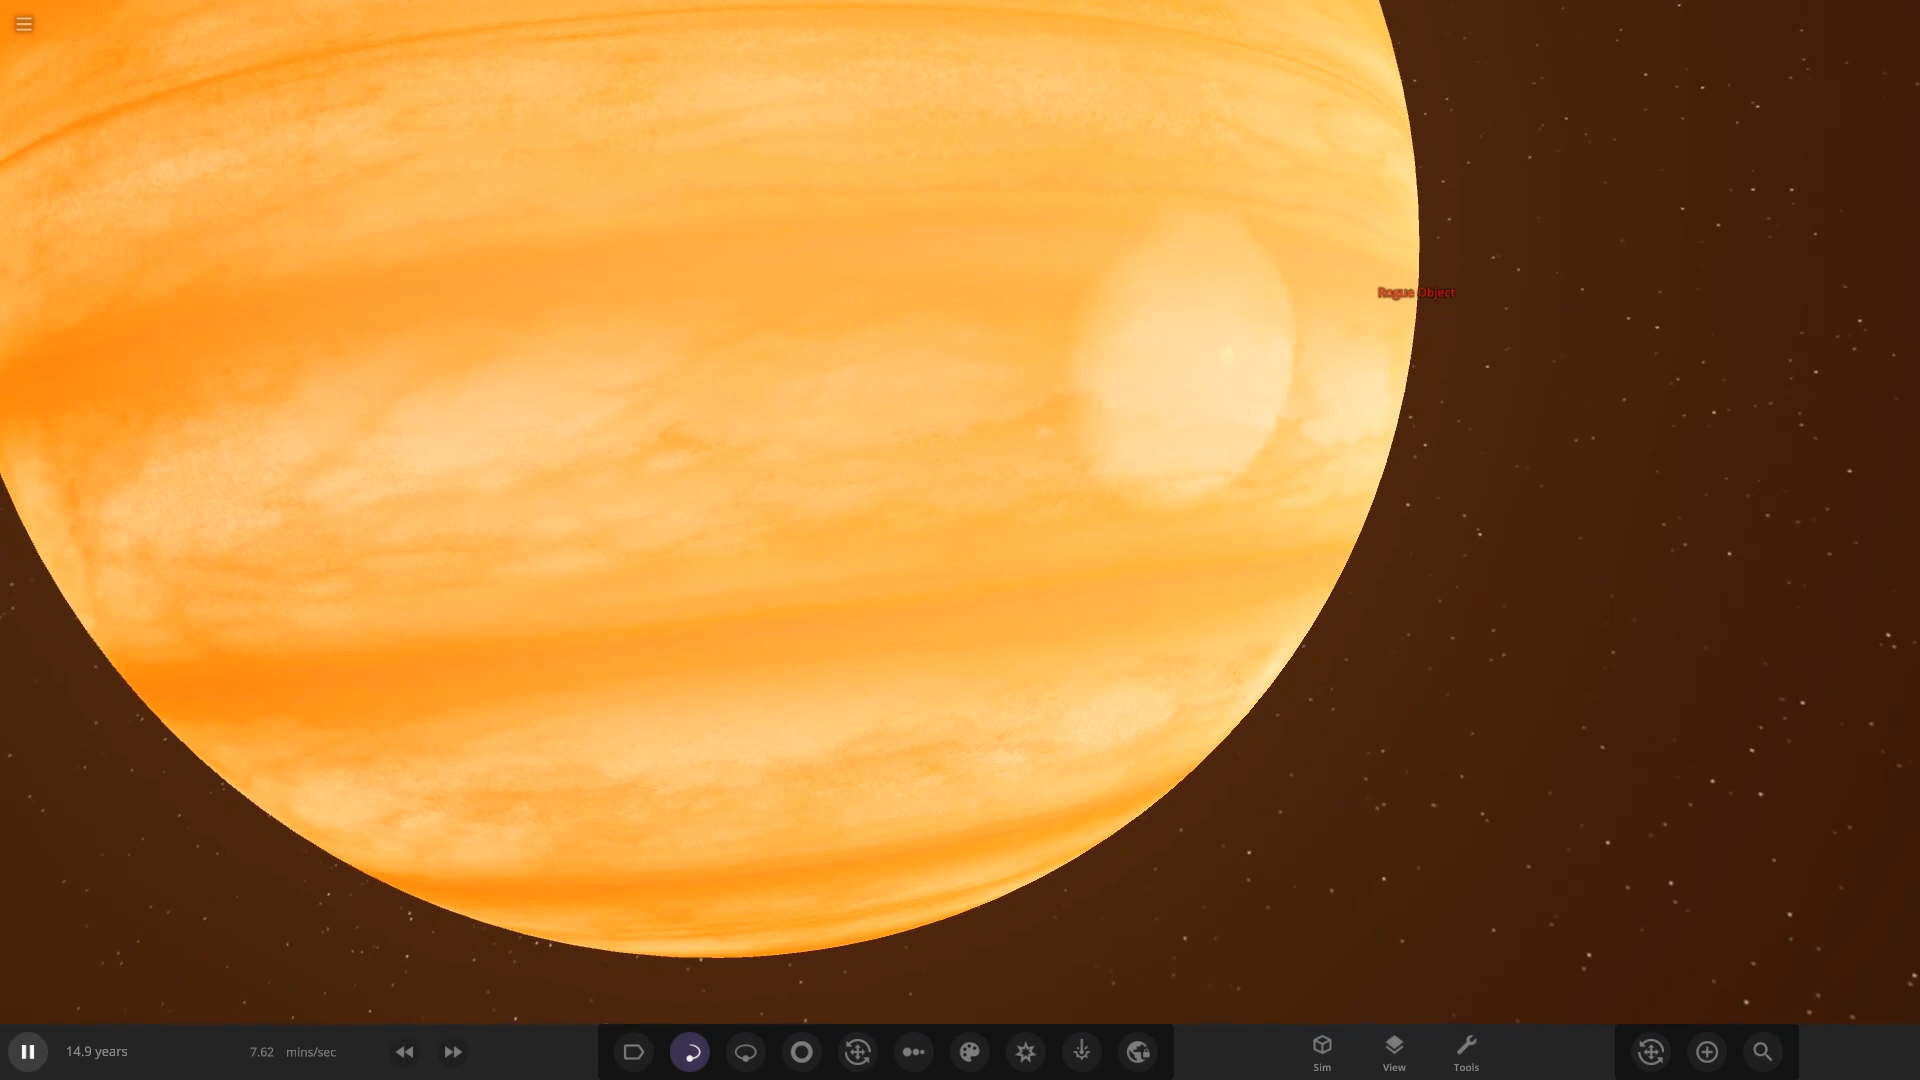 Rogue Object
14.9 years
7.62 mins/sec
Sim
View
Tools